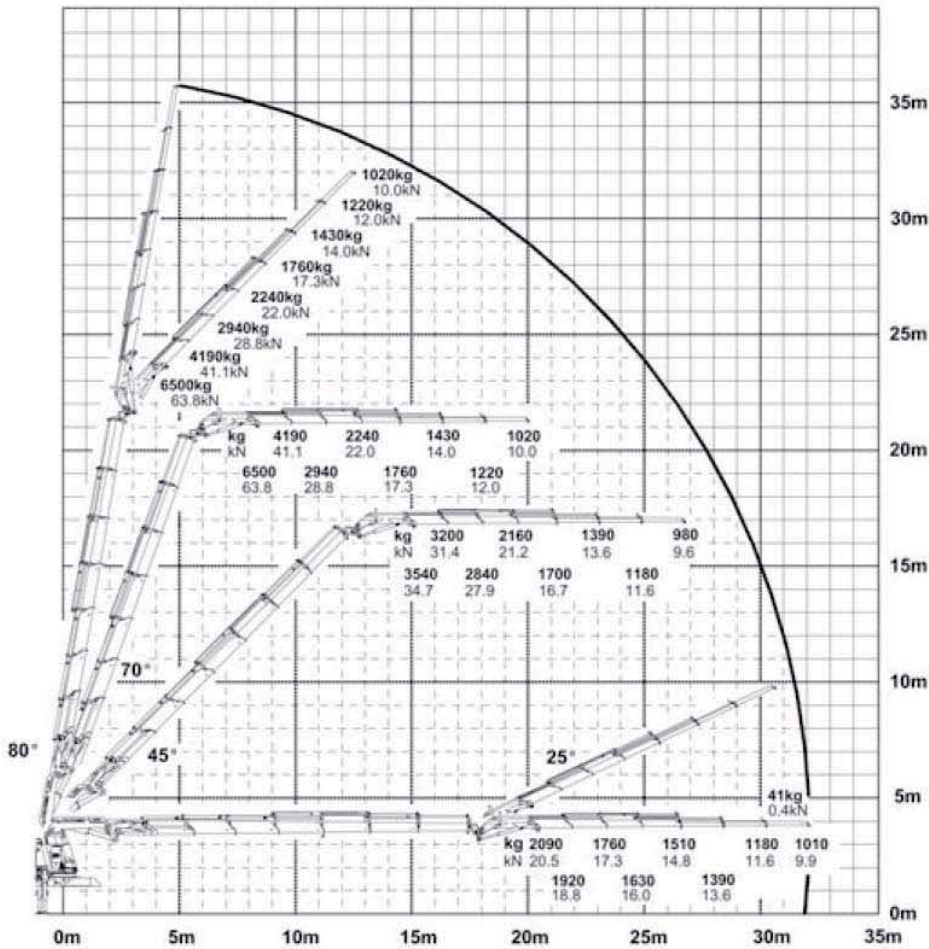 35m
1020kg
10.0kN
30m
1220kg
12.0kN
1430kg
14.0kN
1760kg
17.3kN
2240kg
22.0kN
25m
2940kg
28.8kN
4190kg
41.1kN
6500kg
63.8kN
kg 4190 2240 1430 1020
kN 41.1 22.0 14.0 10.0
20m
6500 2940 1760 1220
63.8 28.8 17.3 12.0
kg 3200 2160 1390 980
kN 31.4 21.2 13.6 9.6
15m
3540 2840 1700 1180
34.7 27.9 16.7 11.6
70°
10m
80°
45°
25°
5m
41kg
0.4kN
kg 2090 1760 1510 1180 1010
kN 20.5 17.3 14.8 11.6 9.9
1920 1630 1390
18.8 16.0 13.6
0m
0m 5m 10m 15m 20m 25m 30m 35m